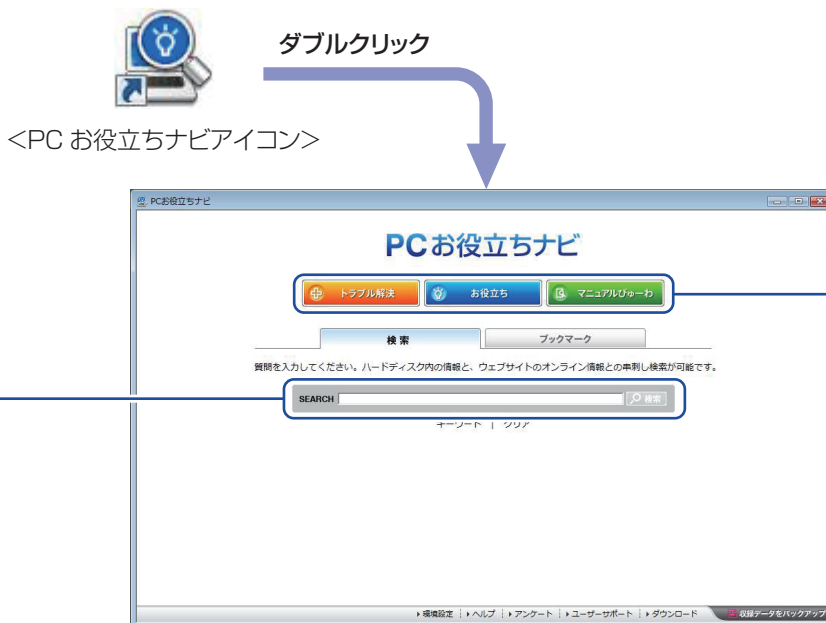 ダブルクリック
<PC お役立ちナビアイコン>
PCお役立ちナビ
PCお役立ちナビ
トラブル解決 お役立ち マニュアルびゅーわ
検索 ブックマーク
質問を入力してください。ハードディスク内の情報と、ウェブサイトのオンライン情報との串刺し検索が可能です。
SEARCH 検索
キーワード | クリア
環境設定 ヘルプ アンケート ユーザーサポート ダウンロード 収録データをバックアップ